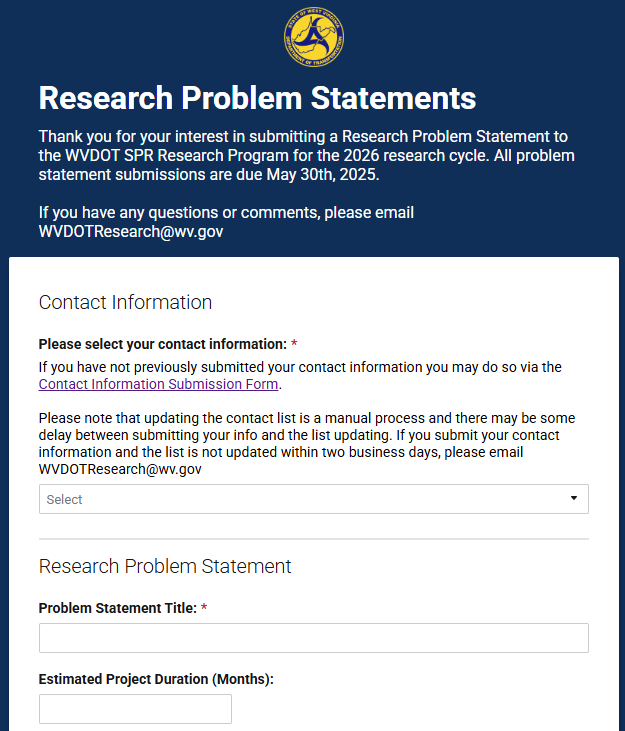 STATE OF WEST VIRGINIA
DEPARTMENT OF TRANSPORTATION
Research Problem Statements
Thank you for your interest in submitting a Research Problem Statement to
the WVDOT SPR Research Program for the 2026 research cycle. All problem
statement submissions are due May 30th, 2025.
If you have any questions or comments, please email
WVDOTResearch@wv.gov
Contact Information
Please select your contact information: *
If you have not previously submitted your contact information you may do so via the
Contact Information Submission Form.
Please note that updating the contact list is a manual process and there may be some
delay between submitting your info and the list updating. If you submit your contact
information and the list is not updated within two business days, please email
WVDOTResearch@wv.gov
Select
Research Problem Statement
Problem Statement Title: *
Estimated Project Duration (Months):